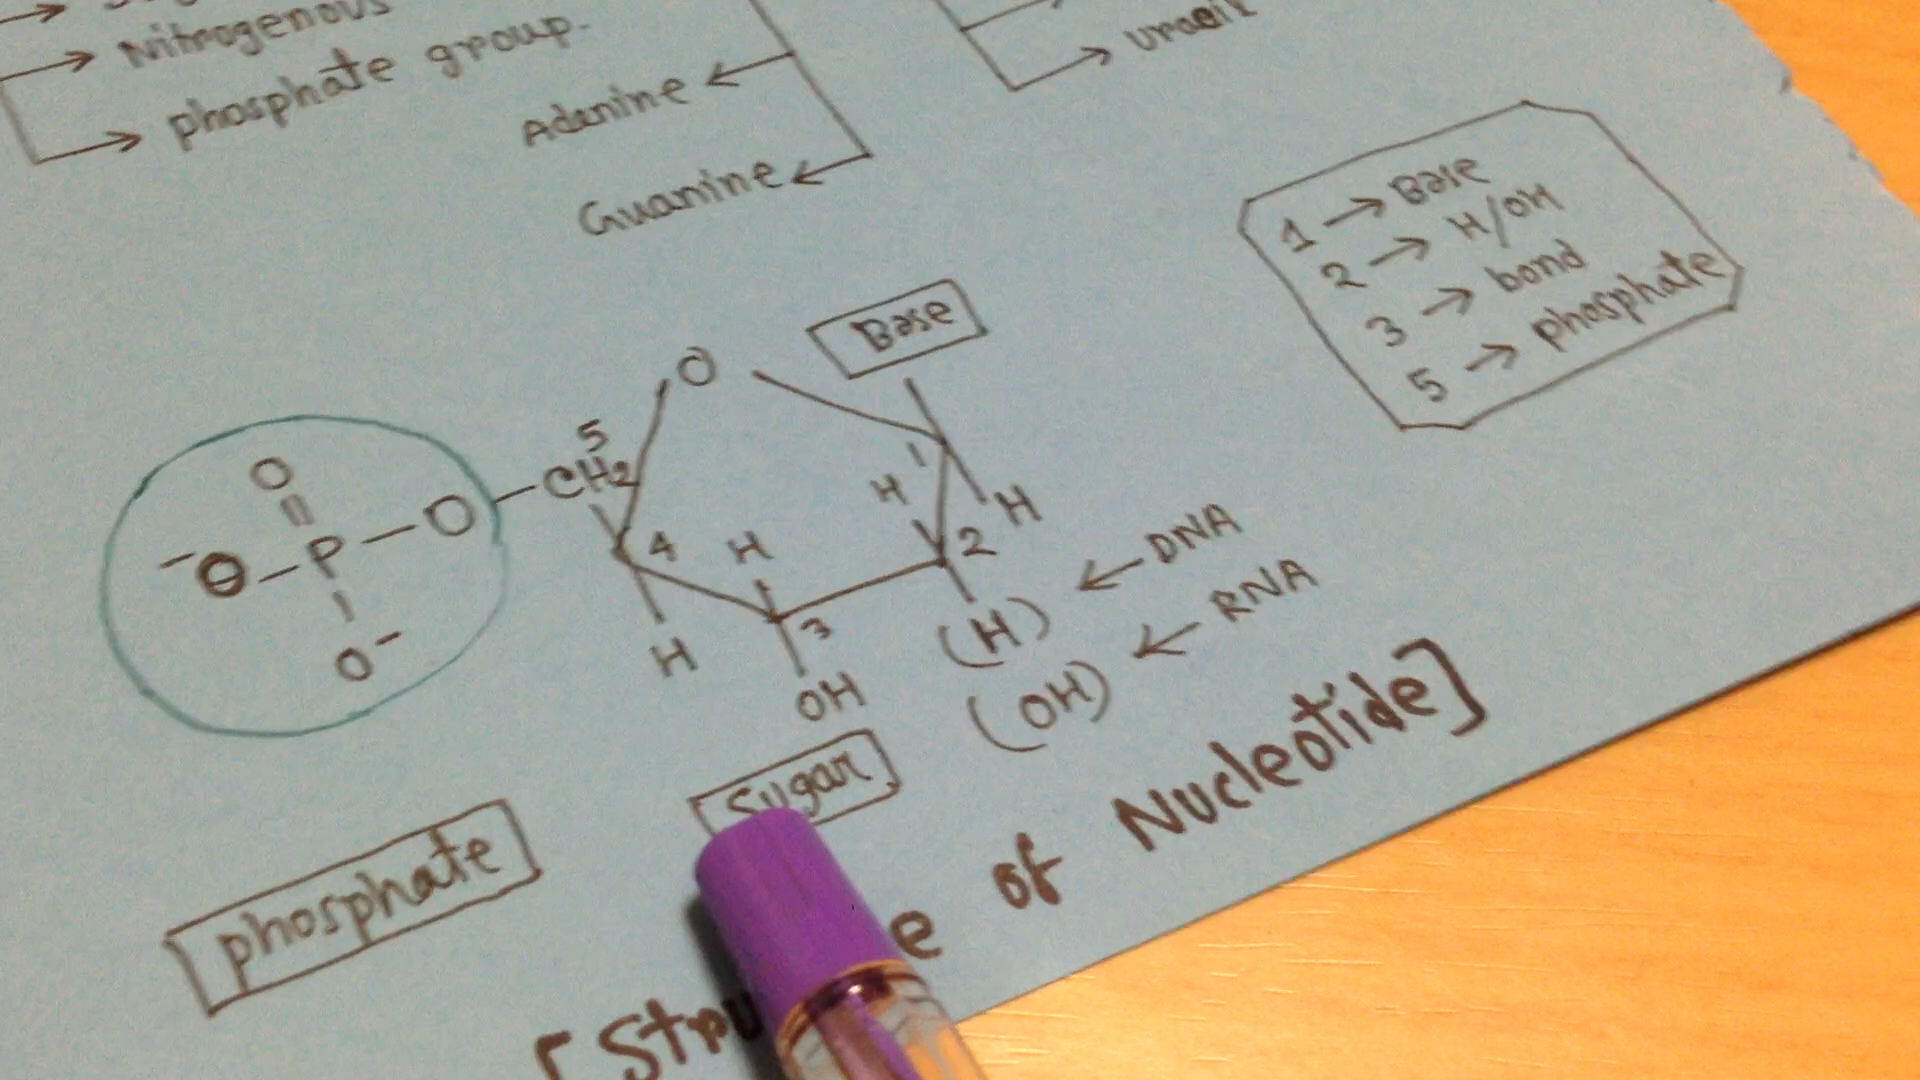 Nitrogenous
phosphate group.
Adenine
Guanine
uracil
1 → Base
2 → H/OH
3 → bond
5 → phosphate
Base
O
5
CH2
O
-O-P-O
O-
4
H
H
3
OH
1
H
H
2
(H) ← DNA
(OH) ← RNA
phosphate
Sugar
of Nucleotide]